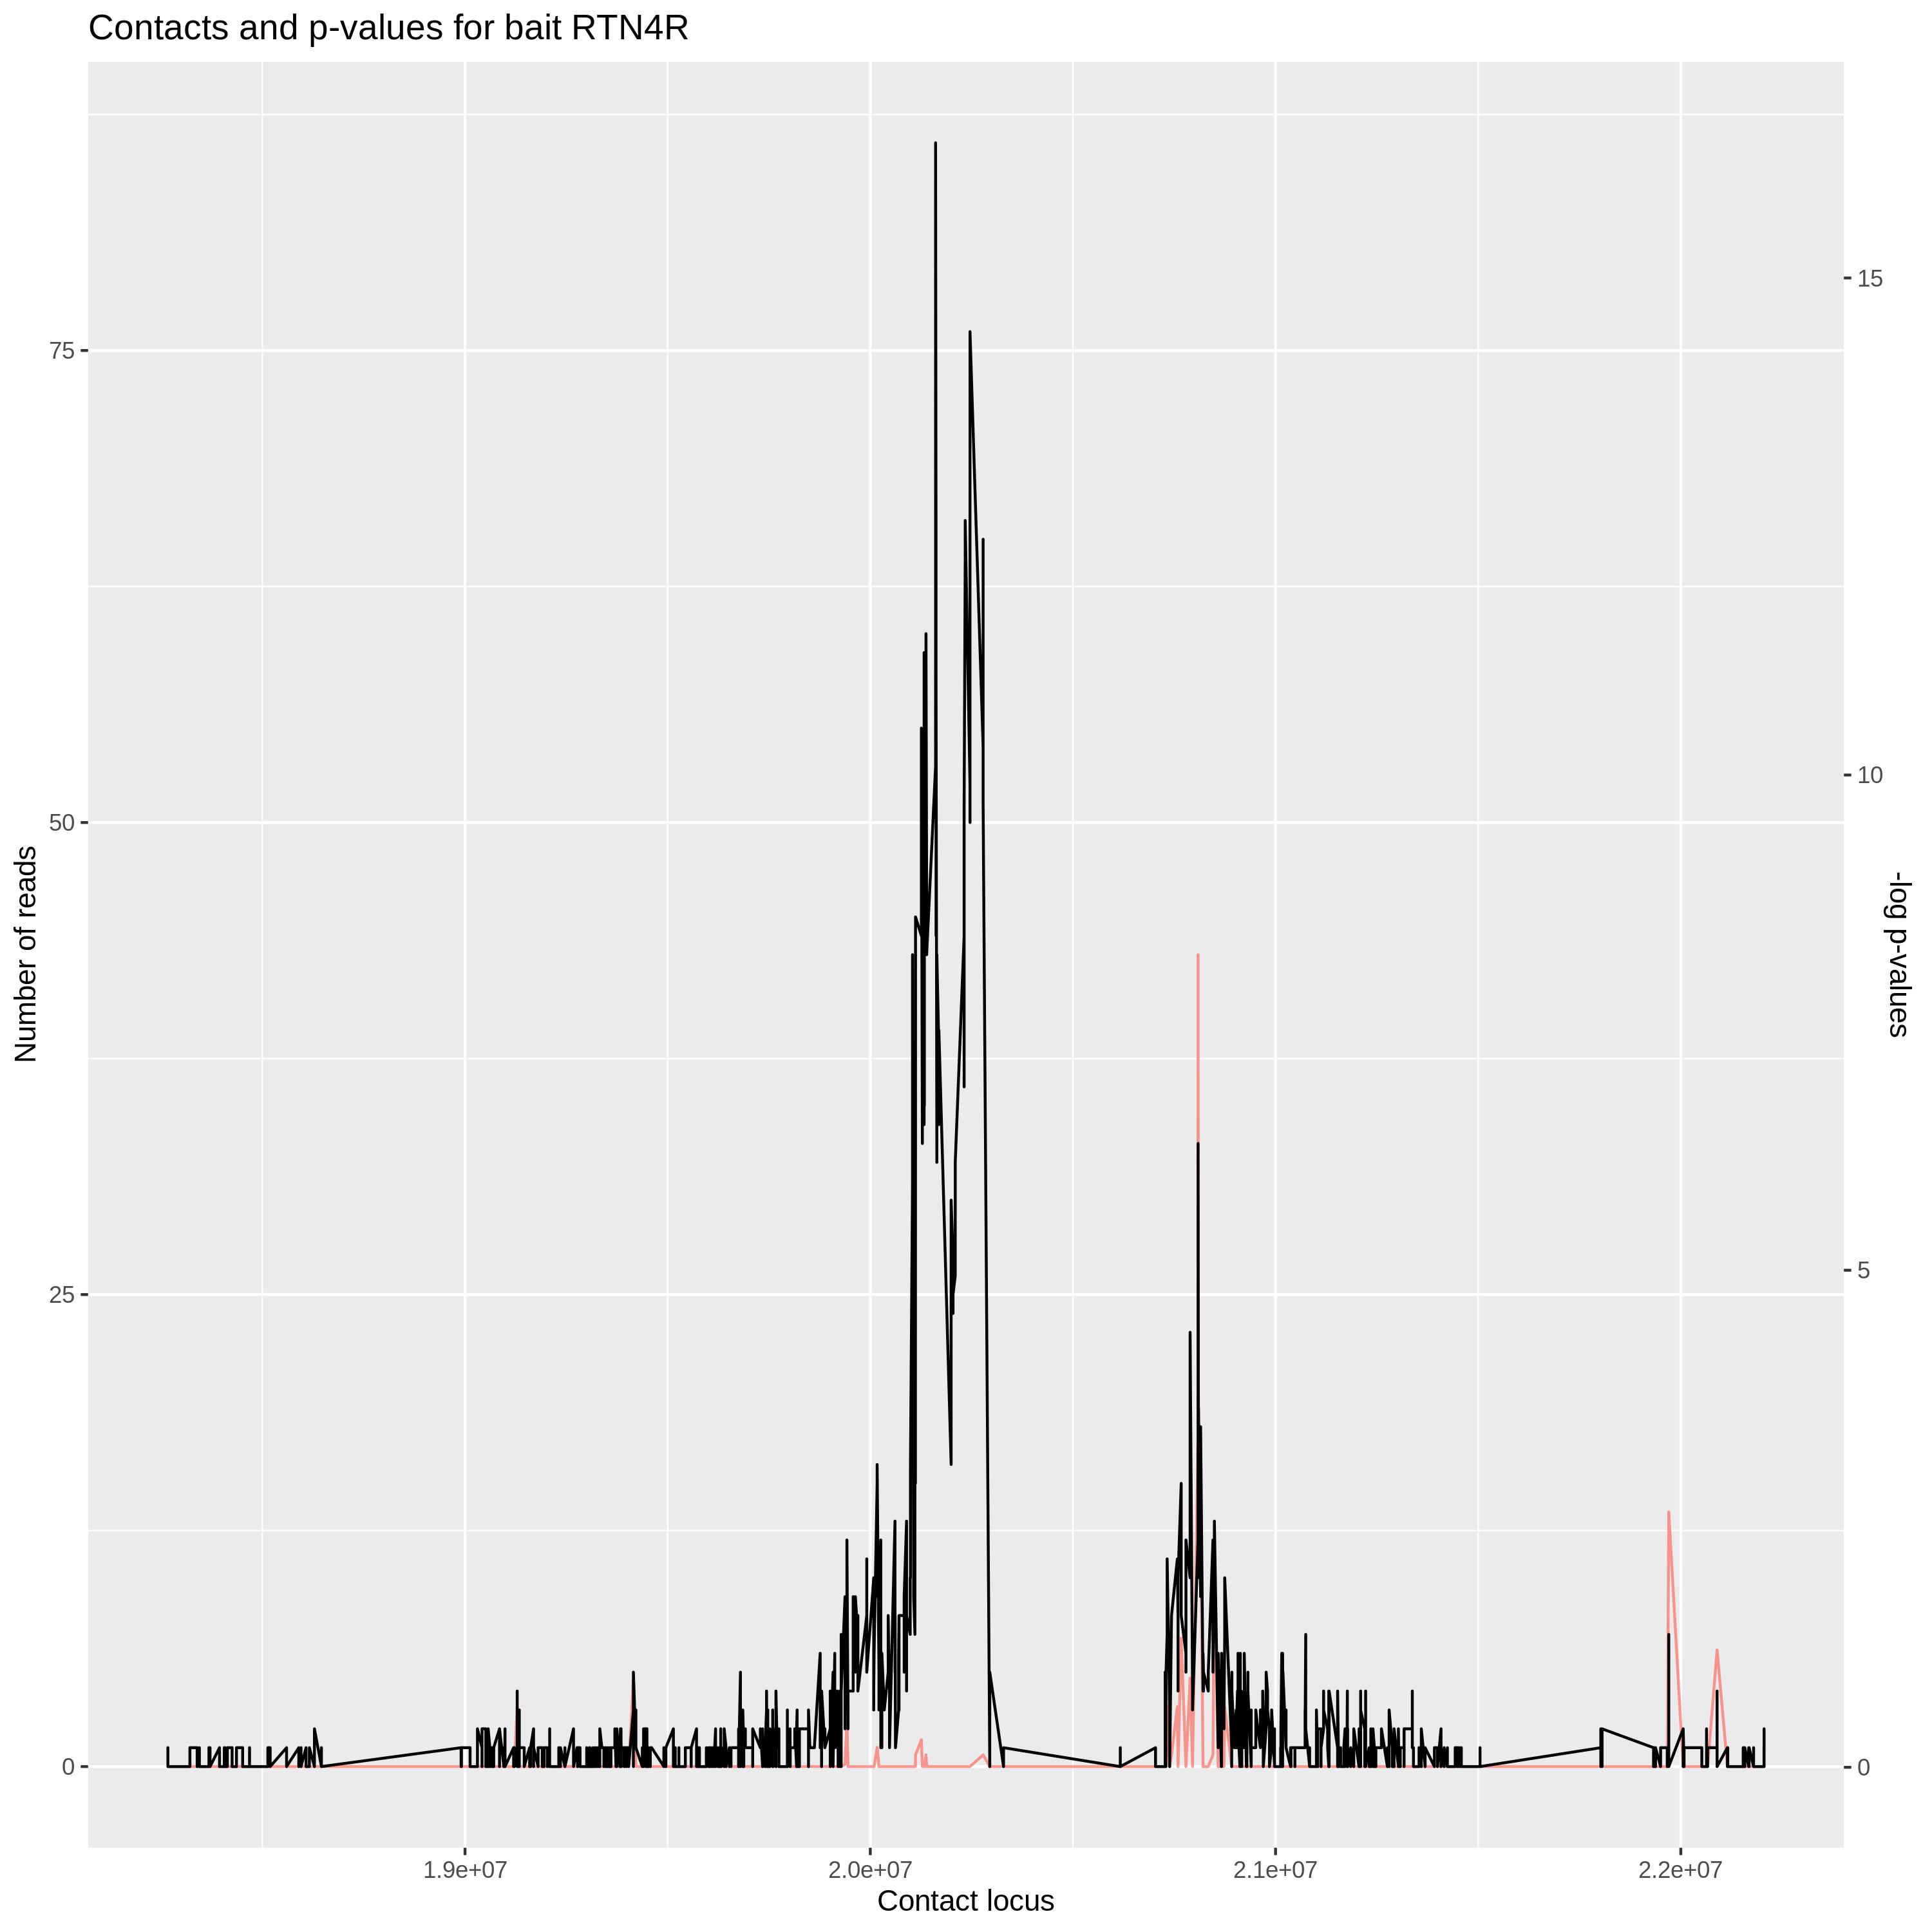 Contacts and p-values for bait RTN4R
Number of reads
75
50
25
0
15
10
5
0
-log p-values
1.9e+07
2.0e+07
2.1e+07
2.2e+07
Contact locus